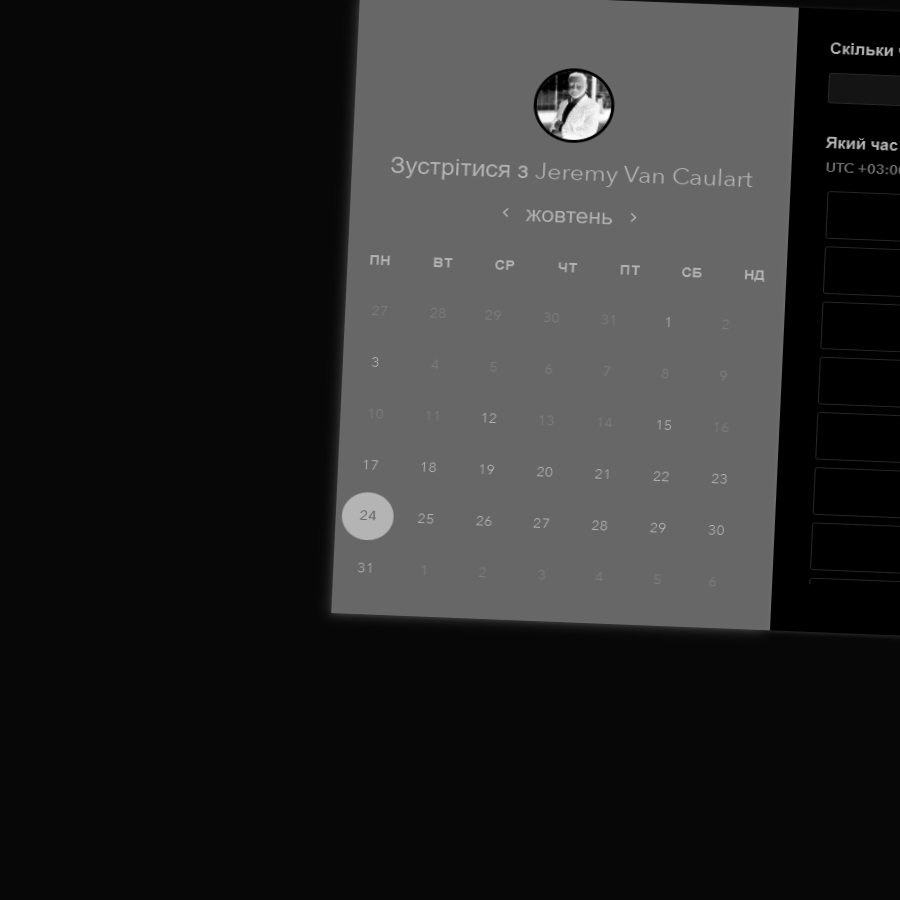 Зустрітися з Jeremy Van Caulart
‹ жовтень ›
ПН ВТ СР ЧТ ПТ СБ НД
27 28 29 30 31 1 2
3 4 5 6 7 8 9
10 11 12 13 14 15 16
17 18 19 20 21 22 23
24 25 26 27 28 29 30
31 1 2 3 4 5 6
Скільки
Який час
UTC +03:0